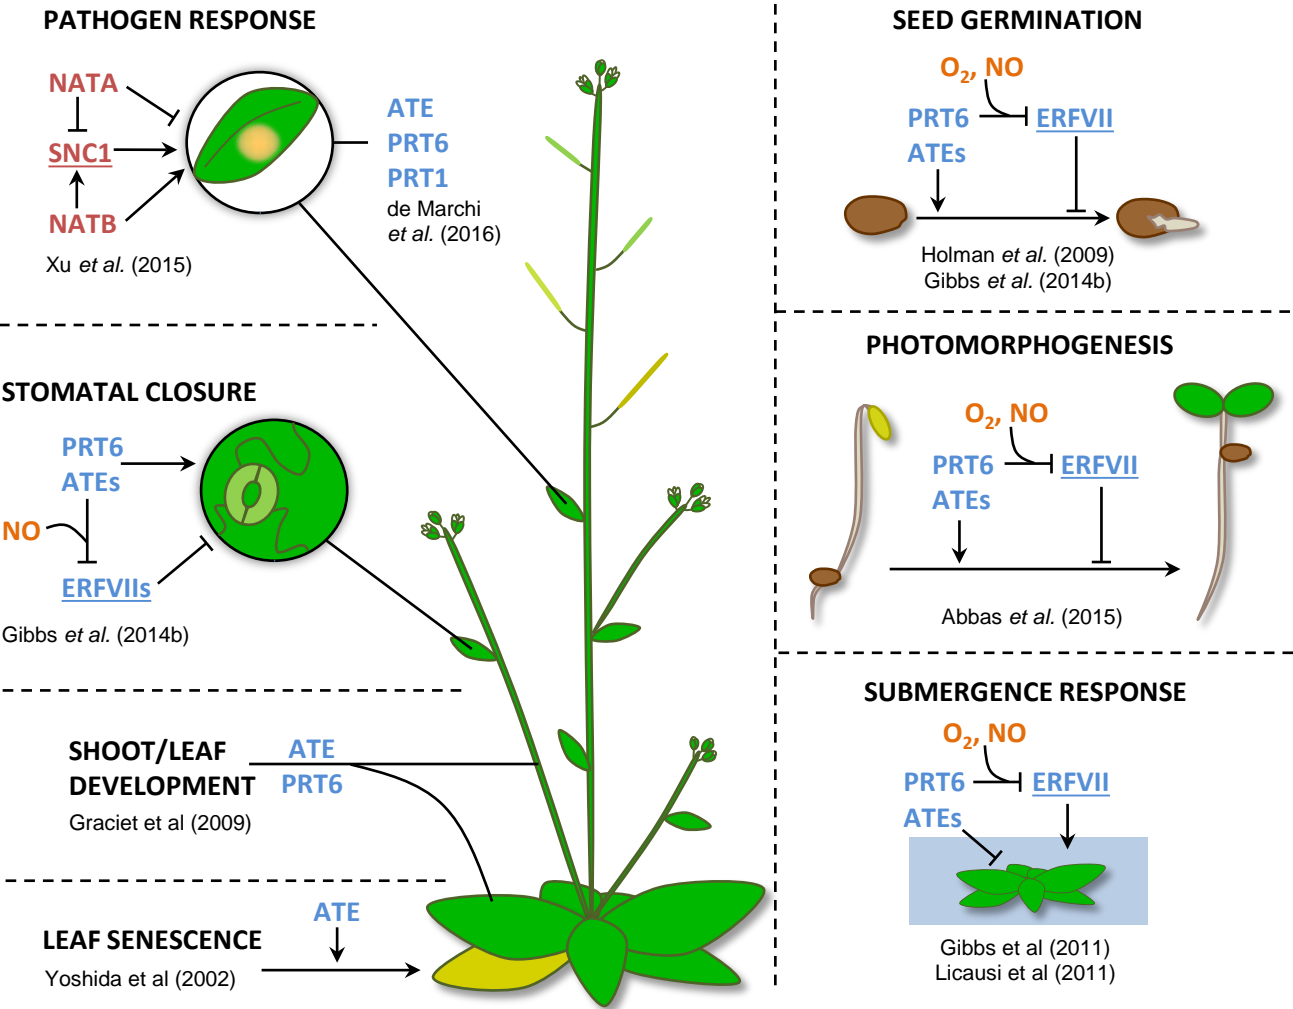 PATHOGEN RESPONSE
NATA
SNC1
NATB
Xu et al. (2015)
ATE
PRT6
PRT1
de Marchi
et al. (2016)
STOMATAL CLOSURE
PRT6
ATEs
NO
ERFVIIs
Gibbs et al. (2014b)
SHOOT/LEAF
DEVELOPMENT
ATE
PRT6
Graciet et al (2009)
LEAF SENESCENCE
ATE
Yoshida et al (2002)
SEED GERMINATION
O₂, NO
PRT6
ERFVII
ATEs
Holman et al. (2009)
Gibbs et al. (2014b)
PHOTOMORPHOGENESIS
O₂, NO
PRT6
ERFVII
ATEs
Abbas et al. (2015)
SUBMERGENCE RESPONSE
O₂, NO
PRT6
ERFVII
ATEs
Gibbs et al (2011)
Licausi et al (2011)